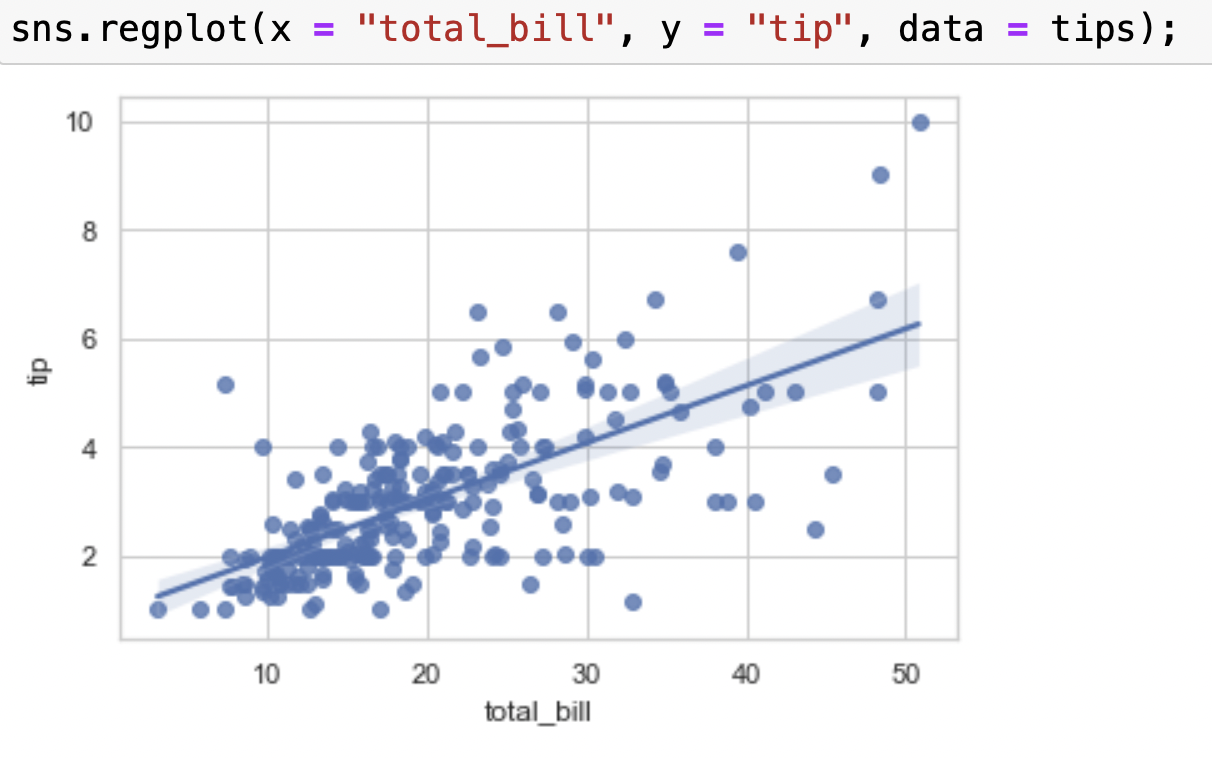 sns.regplot(x = "total_bill", y = "tip", data = tips);
10
8
6
4
2
tip
10 20 30 40 50
total_bill